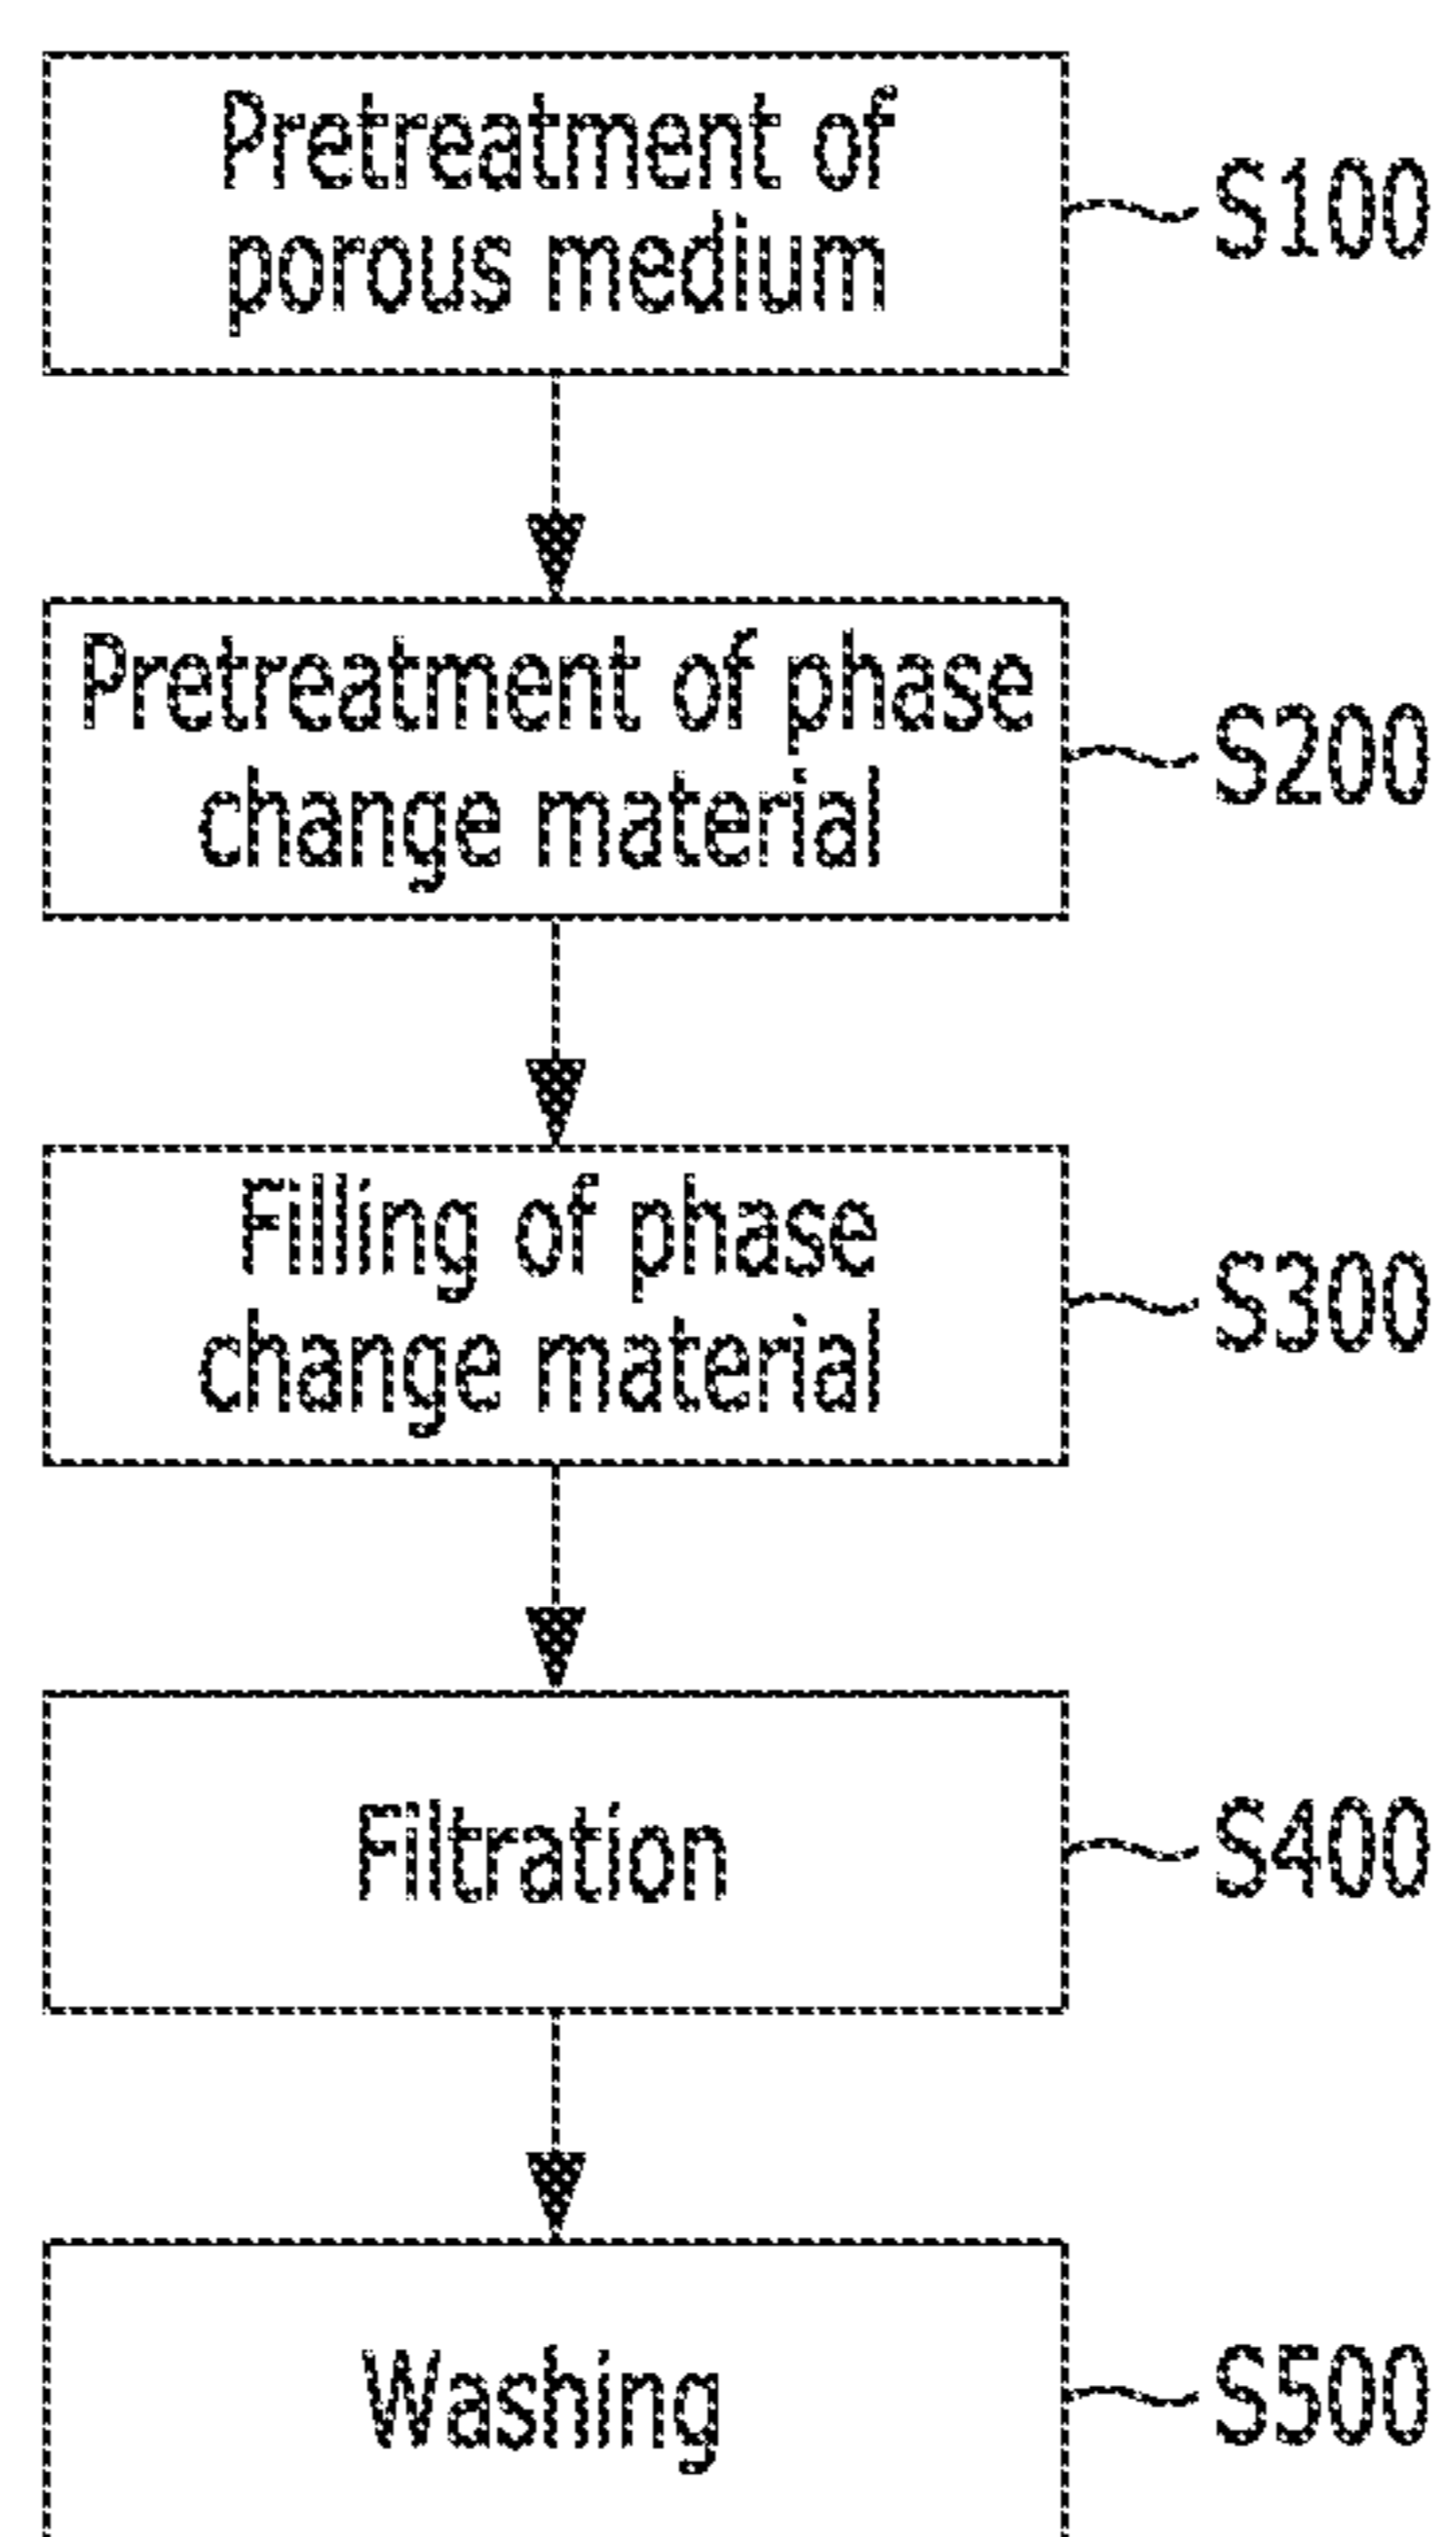 Pretreatment of
porous medium
S100
Pretreatment of phase
change material
S200
Filling of phase
change material
S300
Filtration
S400
Washing
S500